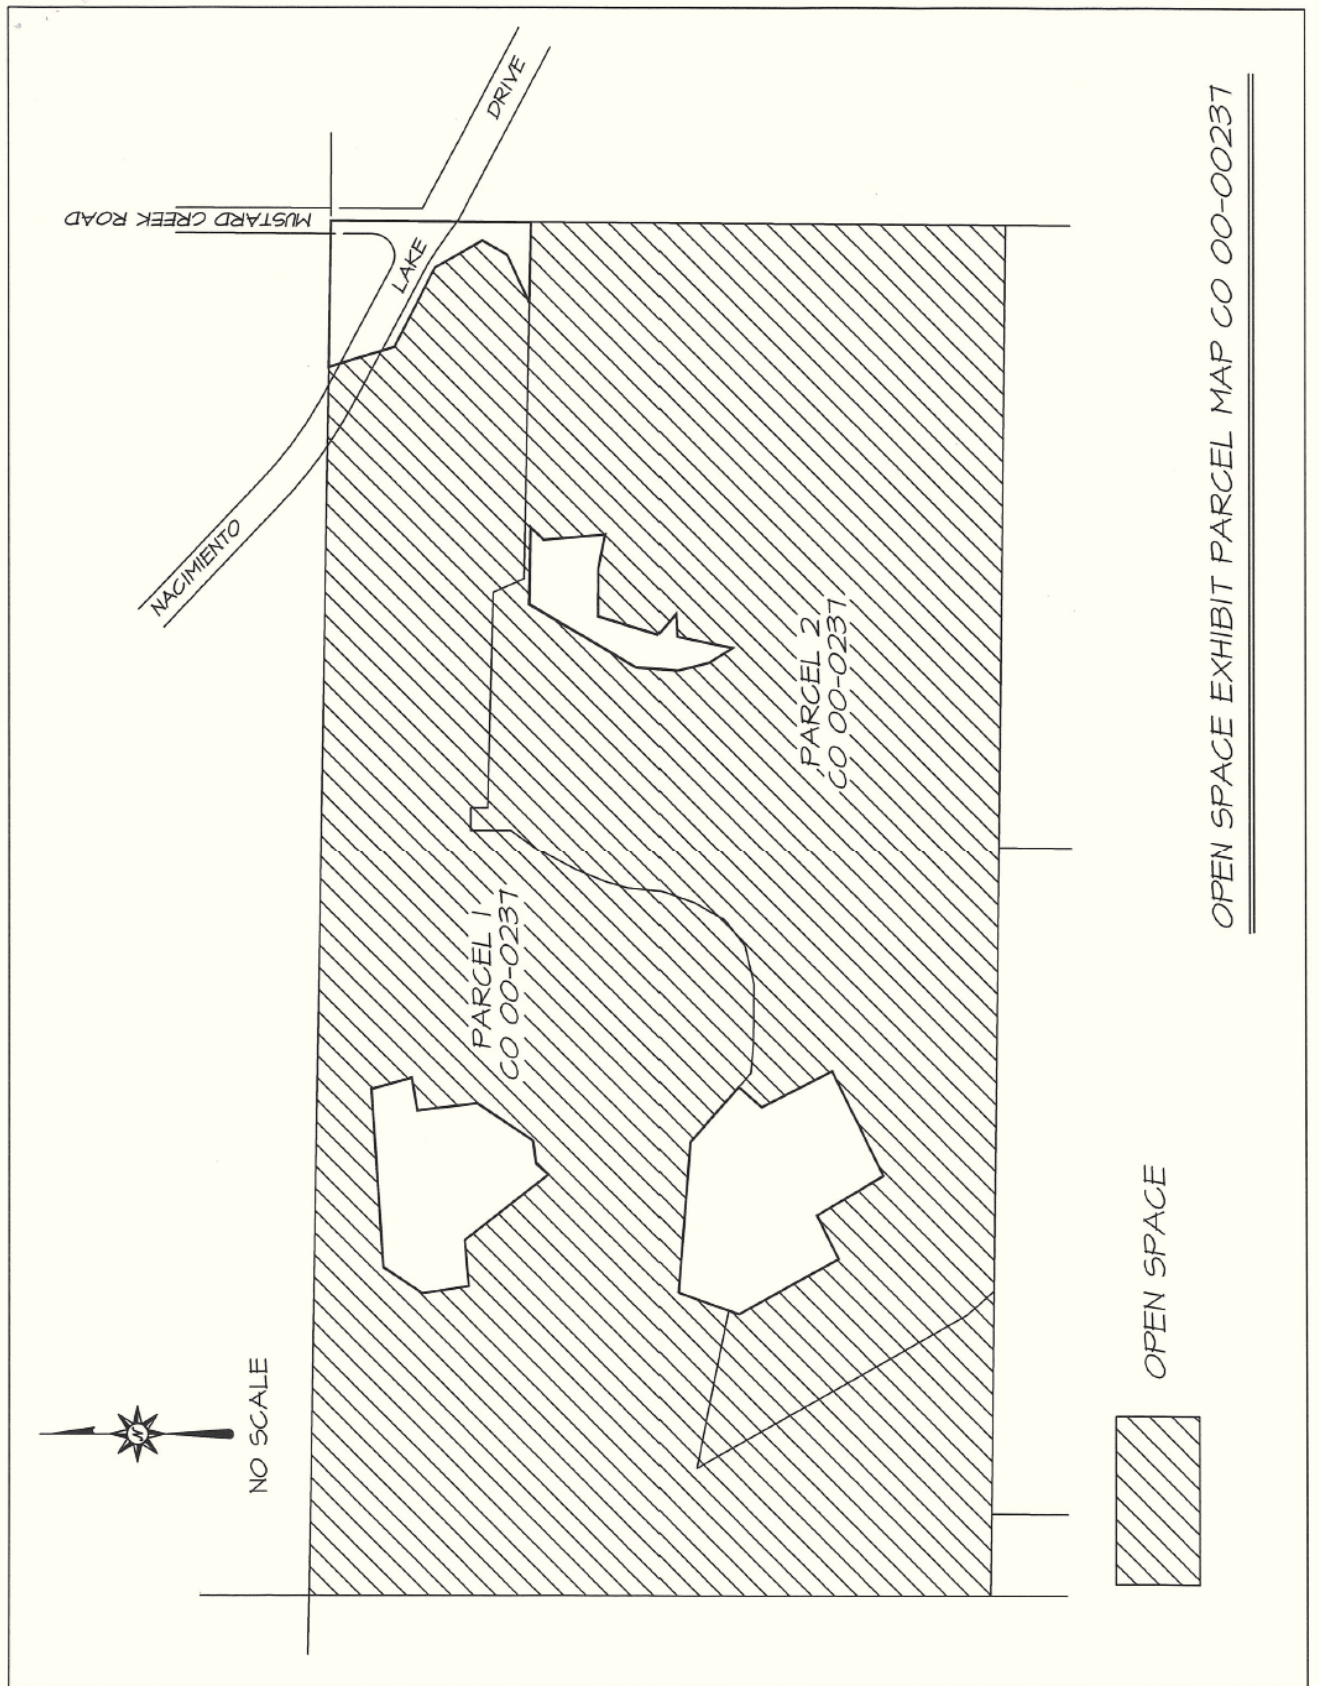 MUSTARD CREEK ROAD
NACIMIENTO
LAKE
DRIVE
N
NO SCALE
PARCEL 1
CO 00-0237
PARCEL 2
CO 00-0237
OPEN SPACE
OPEN SPACE EXHIBIT PARCEL MAP CO 00-00237